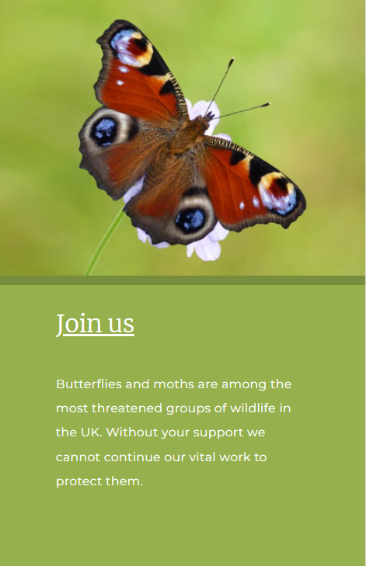 Join us
Butterflies and moths are among the
most threatened groups of wildlife in
the UK. Without your support we
cannot continue our vital work to
protect them.